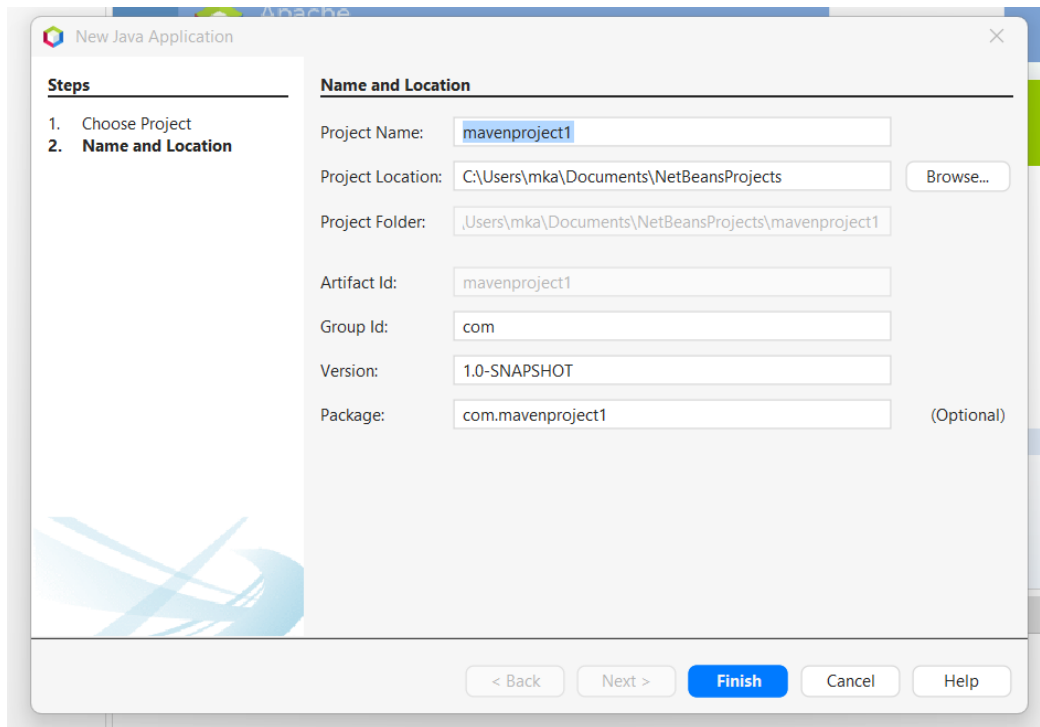 Apache
New Java Application
Steps
1. Choose Project
2. Name and Location
Name and Location
Project Name: mavenproject1
Project Location: C:\Users\mka\Documents\NetBeansProjects Browse...
Project Folder: \Users\mka\Documents\NetBeansProjects\mavenproject1
Artifact Id: mavenproject1
Group Id: com
Version: 1.0-SNAPSHOT
Package: com.mavenproject1 (Optional)
< Back Next > Finish Cancel Help